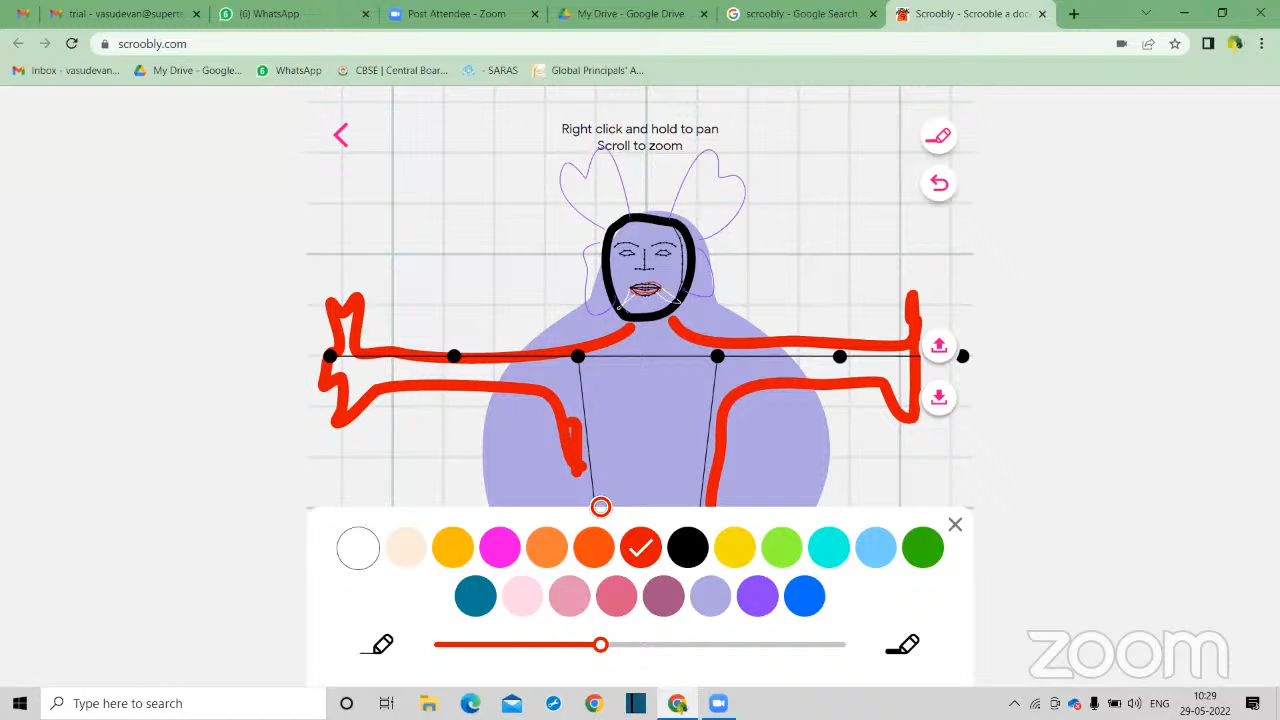 trial - vasudevan@superte
(6) WhatsApp
Post Attendee - Zoom
My Drive - Google Drive
scroobly - Google Search
Scroobly - Scrooble a doo
scroobly.com
Inbox - vasudevan...
My Drive - Google...
WhatsApp
CBSE | Central Boar...
- SARAS
Global Principals' A...
Right click and hold to pan
Scroll to zoom
zoom
Type here to search
ENG
10:29
29-05-2022